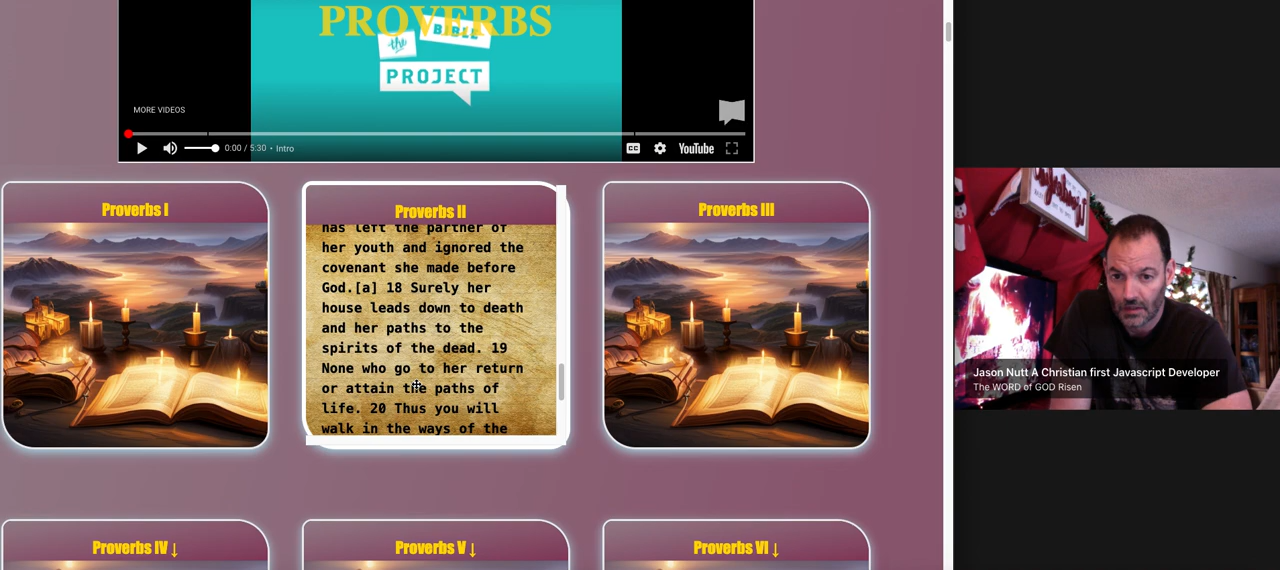 PROVERBS
the BIBLE
PROJECT
MORE VIDEOS
0:00 / 5:30 • Intro
CC
YouTube
Proverbs I
Proverbs II
Proverbs III
has left the partner of
her youth and ignored the
covenant she made before
God.[a] 18 Surely her
house leads down to death
and her paths to the
spirits of the dead. 19
None who go to her return
or attain the paths of
life. 20 Thus you will
walk in the ways of the
Jason Nutt A Christian first Javascript Developer
The WORD of GOD Risen
Proverbs IV ↓
Proverbs V ↓
Proverbs VI ↓